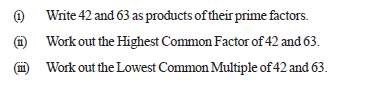 (i) Write 42 and 63 as products of their prime factors.
(ii) Work out the Highest Common Factor of 42 and 63.
(iii) Work out the Lowest Common Multiple of 42 and 63.